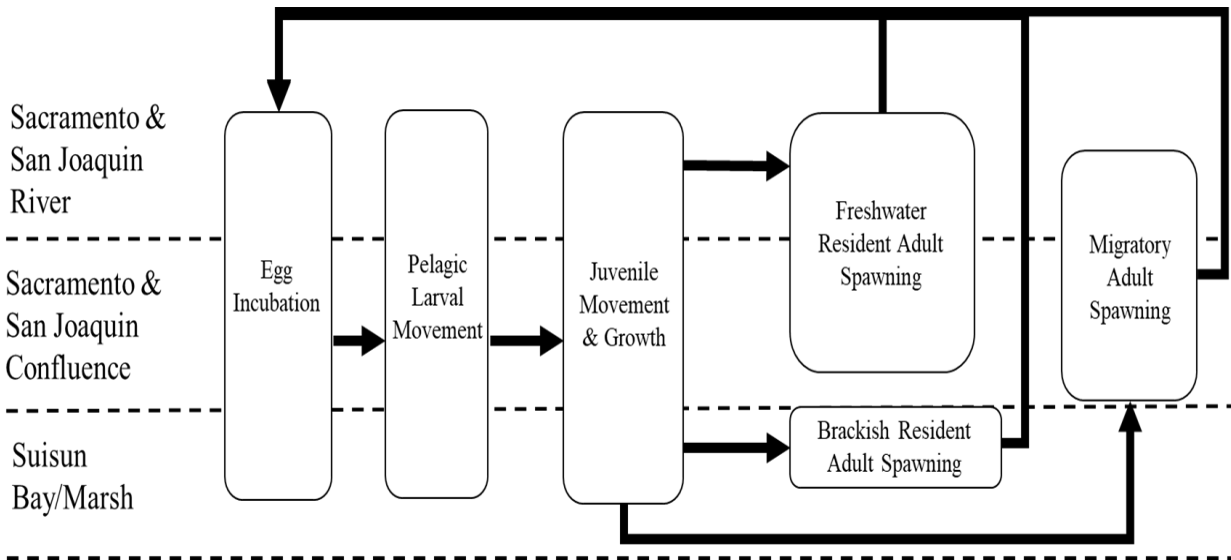 Sacramento &
San Joaquin
River
Sacramento &
San Joaquin
Confluence
Suisun
Bay/Marsh
Egg
Incubation
Pelagic
Larval
Movement
Juvenile
Movement
& Growth
Freshwater
Resident Adult
Spawning
Brackish Resident
Adult Spawning
Migratory
Adult
Spawning